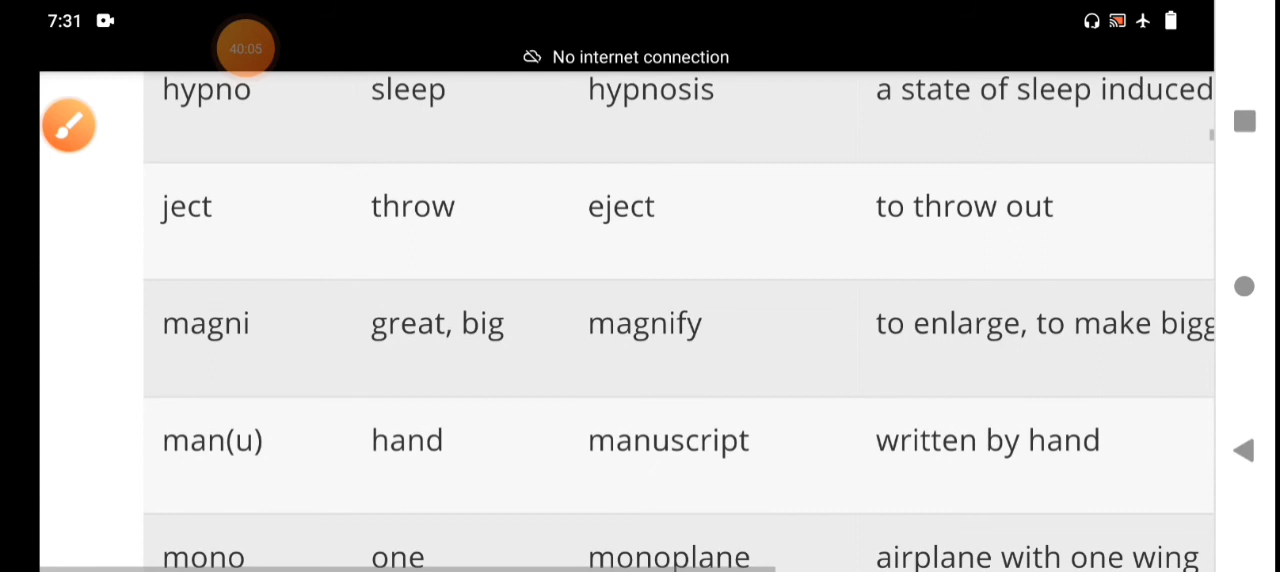 7:31
40:05
No internet connection
hypno sleep hypnosis a state of sleep induced
ject throw eject to throw out
magni great, big magnify to enlarge, to make bigg
man(u) hand manuscript written by hand
mono one monoplane airplane with one wing